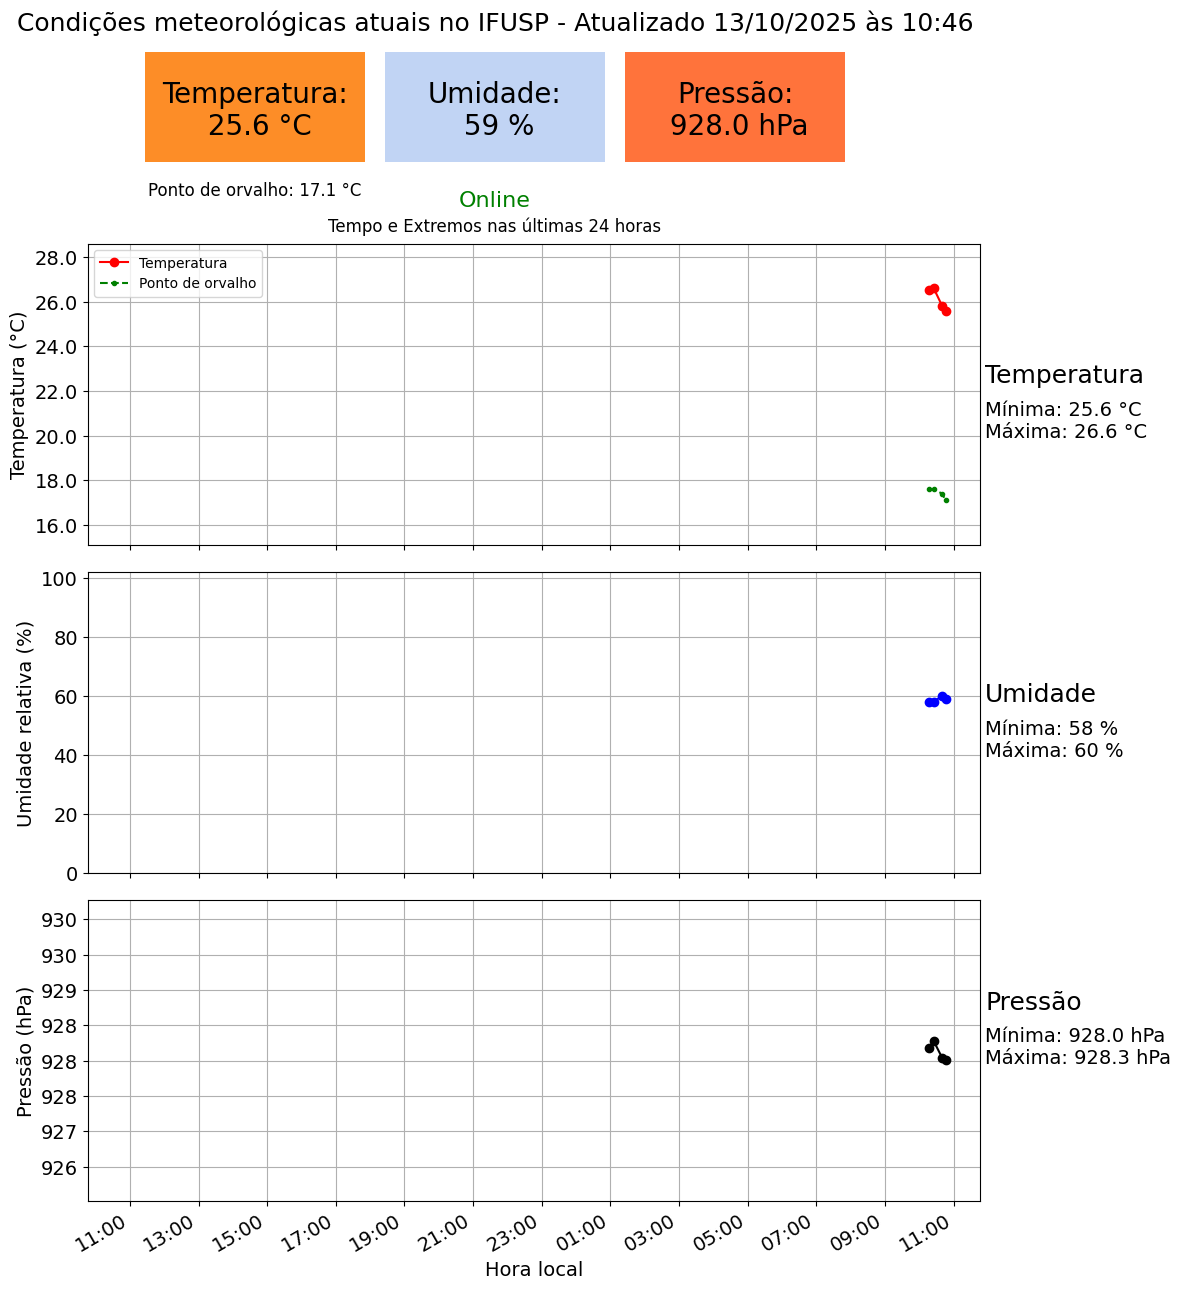 Condições meteorológicas atuais no IFUSP - Atualizado 13/10/2025 às 10:46
Temperatura:
25.6 °C
Umidade:
59 %
Pressão:
928.0 hPa
Ponto de orvalho: 17.1 °C
Online
Tempo e Extremos nas últimas 24 horas
Temperatura
Ponto de orvalho
Temperatura (°C)
28.0
26.0
24.0
22.0
20.0
18.0
16.0
Temperatura
Mínima: 25.6 °C
Máxima: 26.6 °C
Umidade relativa (%)
100
80
60
40
20
0
Umidade
Mínima: 58 %
Máxima: 60 %
Pressão (hPa)
930
930
929
928
928
928
927
926
Pressão
Mínima: 928.0 hPa
Máxima: 928.3 hPa
11:00
13:00
15:00
17:00
19:00
21:00
23:00
01:00
03:00
05:00
07:00
09:00
11:00
Hora local